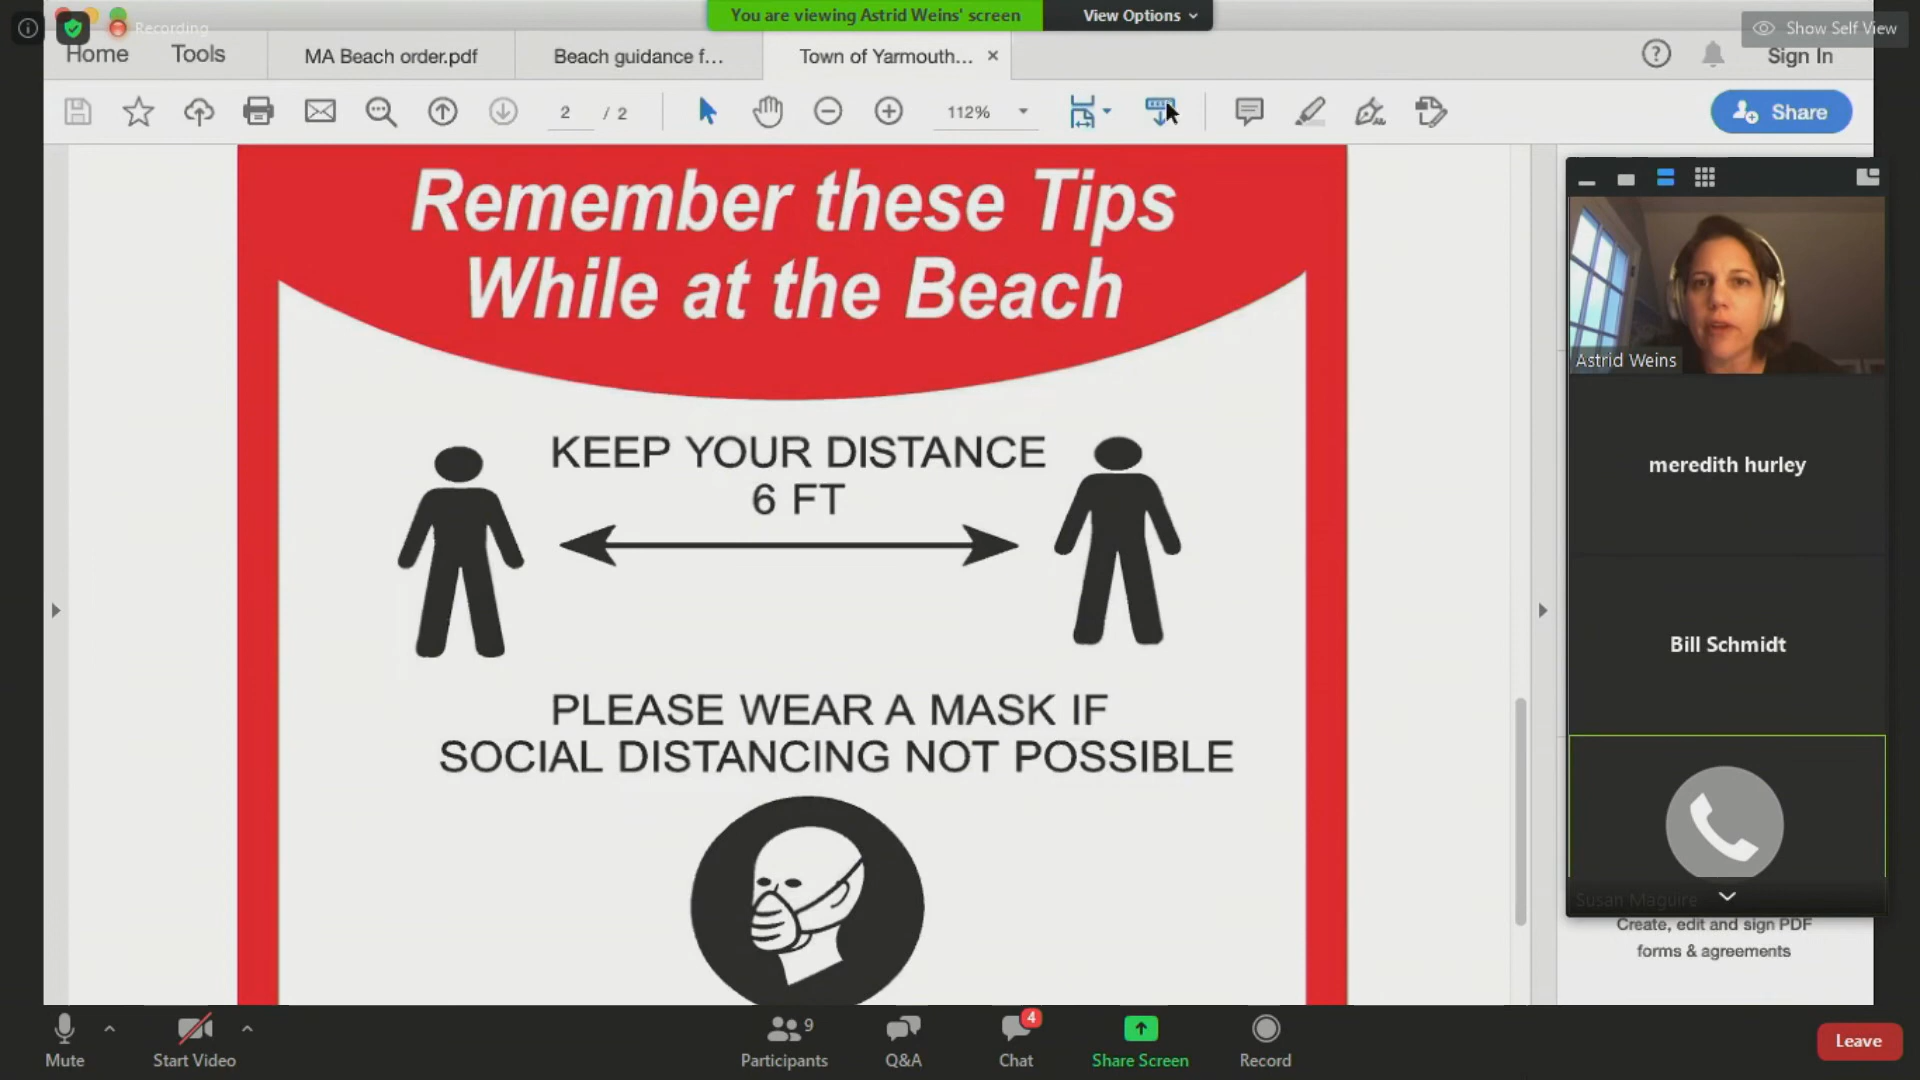 You are viewing Astrid Weins' screen
View Options
Recording
Show Self View
Home
Tools
MA Beach order.pdf
Beach guidance f...
Town of Yarmouth...
Sign In
2 / 2
112%
Share
Remember these Tips
While at the Beach
KEEP YOUR DISTANCE
6 FT
PLEASE WEAR A MASK IF
SOCIAL DISTANCING NOT POSSIBLE
Astrid Weins
meredith hurley
Bill Schmidt
Susan Maguire
Create, edit and sign PDF
forms & agreements
Mute
Start Video
9
Participants
Q&A
4
Chat
Share Screen
Record
Leave